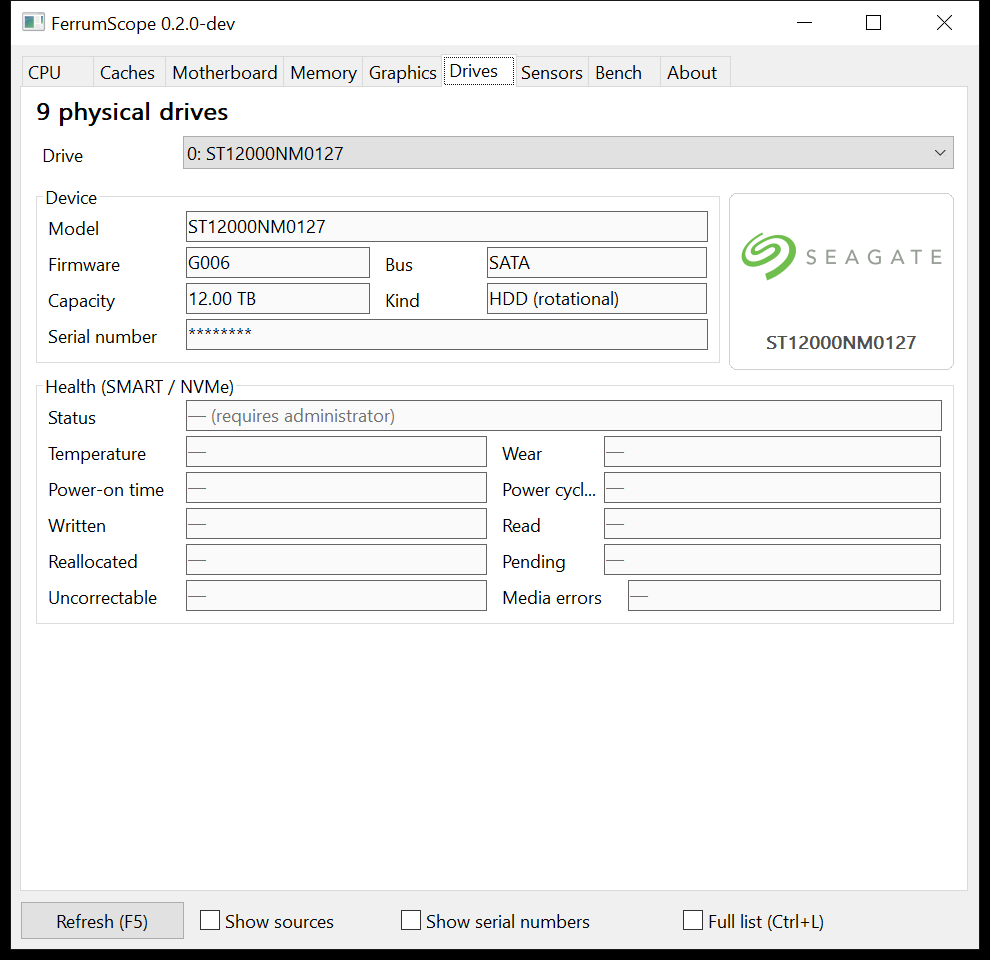 FerrumScope 0.2.0-dev
CPU Caches Motherboard Memory Graphics Drives Sensors Bench About
9 physical drives
Drive 0: ST12000NM0127
Device
Model ST12000NM0127
Firmware G006 Bus SATA
Capacity 12.00 TB Kind HDD (rotational)
Serial number ********
SEAGATE
ST12000NM0127
Health (SMART / NVMe)
Status — (requires administrator)
Temperature — Wear —
Power-on time — Power cycl... —
Written — Read —
Reallocated — Pending —
Uncorrectable — Media errors —
Refresh (F5) Show sources Show serial numbers Full list (Ctrl+L)